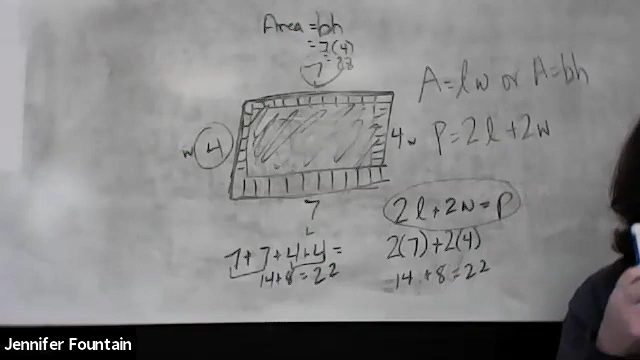 Area = bh
= 7(4)
= 28
7
A = lw or A = bh
w 4
4 w
P = 2l + 2w
7
L
2l + 2w = P
7 + 7 + 4 + 4 =
14 + 8 = 22
2(7) + 2(4)
14 + 8 = 22
Jennifer Fountain